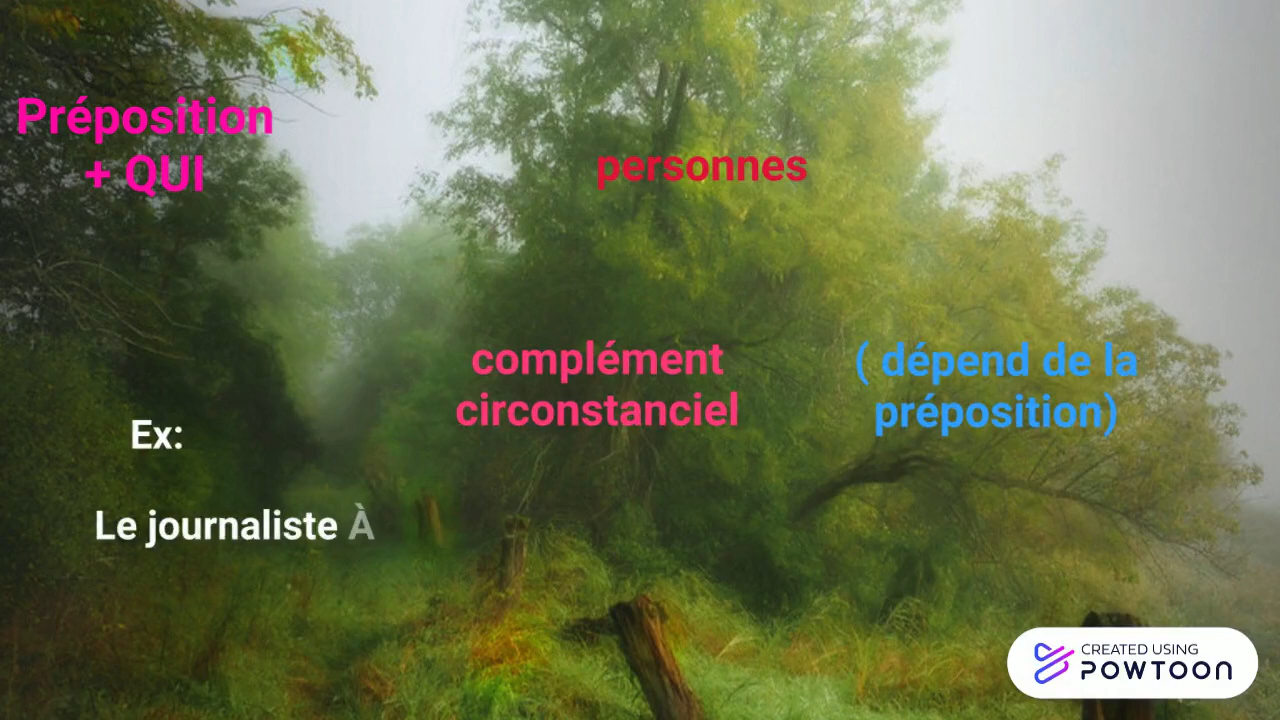 Préposition
+ QUI
personnes
complément
circonstanciel
( dépend de la
préposition)
Ex:
Le journaliste À
CREATED USING
POWTOON